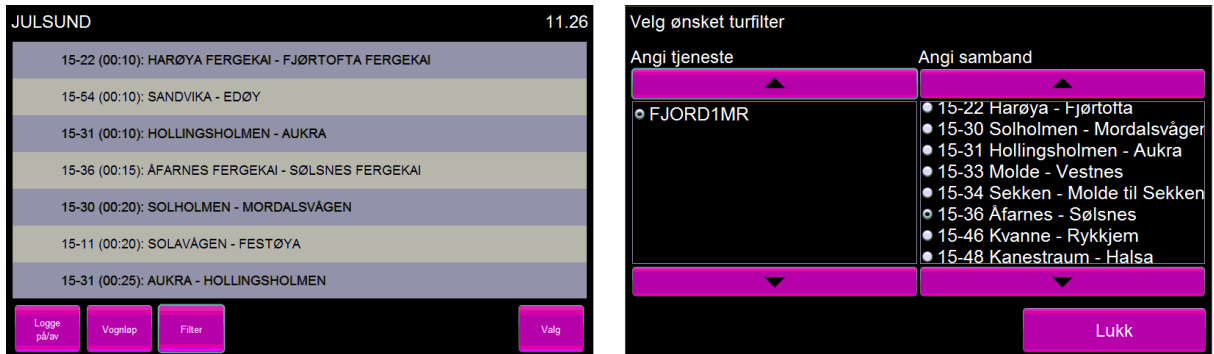 JULSUND 11.26
15-22 (00:10): HARØYA FERGEKAI - FJØRTOFTA FERGEKAI
15-54 (00:10): SANDVIKA - EDØY
15-31 (00:10): HOLLINGSHOLMEN - AUKRA
15-36 (00:15): ÅFARNES FERGEKAI - SØLSNES FERGEKAI
15-30 (00:20): SOLHOLMEN - MORDALSVÅGEN
15-11 (00:20): SOLAVÅGEN - FESTØYA
15-31 (00:25): AUKRA - HOLLINGSHOLMEN
Logge
på/av
Vognløp
Filter
Valg
Velg ønsket turfilter
Angi tjeneste
FJORD1MR
Angi samband
15-22 Harøya - Fjørtofta
15-30 Solholmen - Mordalsvågen
15-31 Hollingsholmen - Aukra
15-33 Molde - Vestnes
15-34 Sekken - Molde til Sekken
15-36 Åfarnes - Sølsnes
15-46 Kvanne - Rykkjem
15-48 Kanestraum - Halsa
Lukk